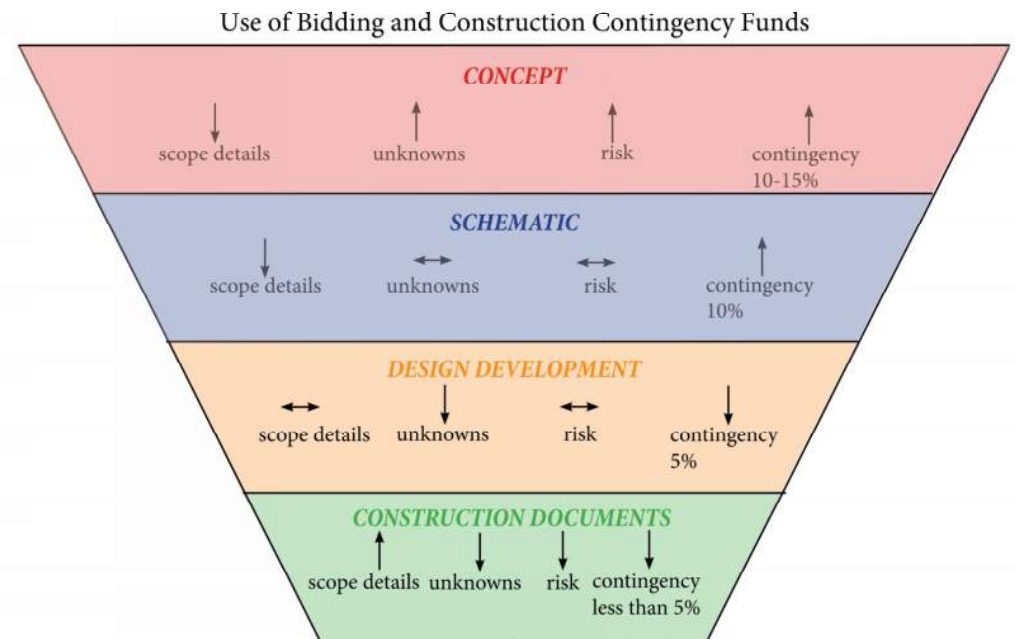 Use of Bidding and Construction Contingency Funds
CONCEPT
scope details unknowns risk contingency
10-15%
SCHEMATIC
scope details unknowns risk contingency
10%
DESIGN DEVELOPMENT
scope details unknowns risk contingency
5%
CONSTRUCTION DOCUMENTS
scope details unknowns risk contingency
less than 5%